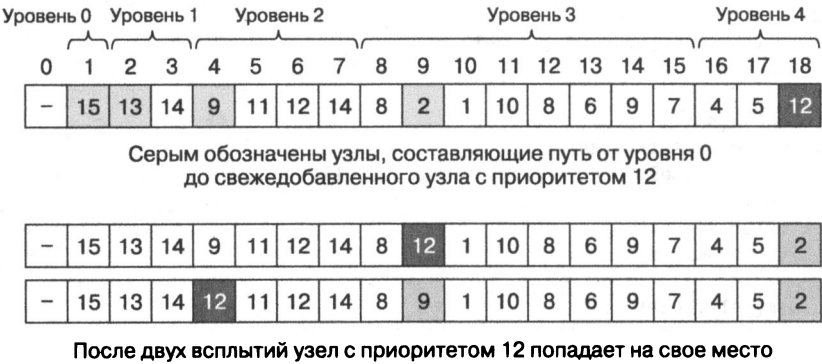 Уровень 0 Уровень 1 Уровень 2 Уровень 3 Уровень 4
0 1 2 3 4 5 6 7 8 9 10 11 12 13 14 15 16 17 18
– 15 13 14 9 11 12 14 8 2 1 10 8 6 9 7 4 5 12
Серым обозначены узлы, составляющие путь от уровня 0
до свежедобавленного узла с приоритетом 12
– 15 13 14 9 11 12 14 8 12 1 10 8 6 9 7 4 5 2
– 15 13 14 12 11 12 14 8 9 1 10 8 6 9 7 4 5 2
После двух всплытий узел с приоритетом 12 попадает на свое место